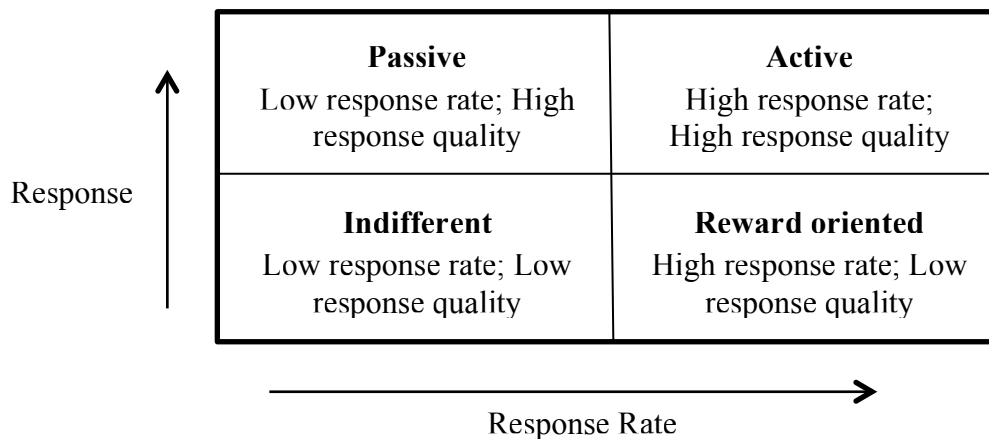 Passive
Low response rate; High
response quality
Active
High response rate;
High response quality
Response
Indifferent
Low response rate; Low
response quality
Reward oriented
High response rate; Low
response quality
Response Rate